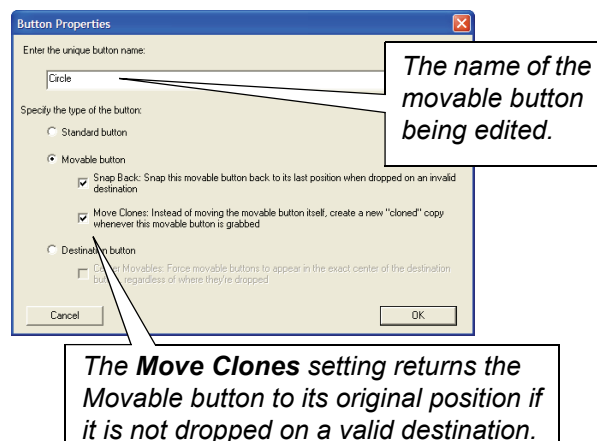 Button Properties
Enter the unique button name:
Circle
The name of the
movable button
being edited.
Specify the type of the button:
Standard button
Movable button
Snap Back: Snap this movable button back to its last position when dropped on an invalid
destination
Move Clones: Instead of moving the movable button itself, create a new "cloned" copy
whenever this movable button is grabbed
Destination button
Movables: Force movable buttons to appear in the exact center of the destination
regardless of where they're dropped
Cancel
OK
The Move Clones setting returns the
Movable button to its original position if
it is not dropped on a valid destination.